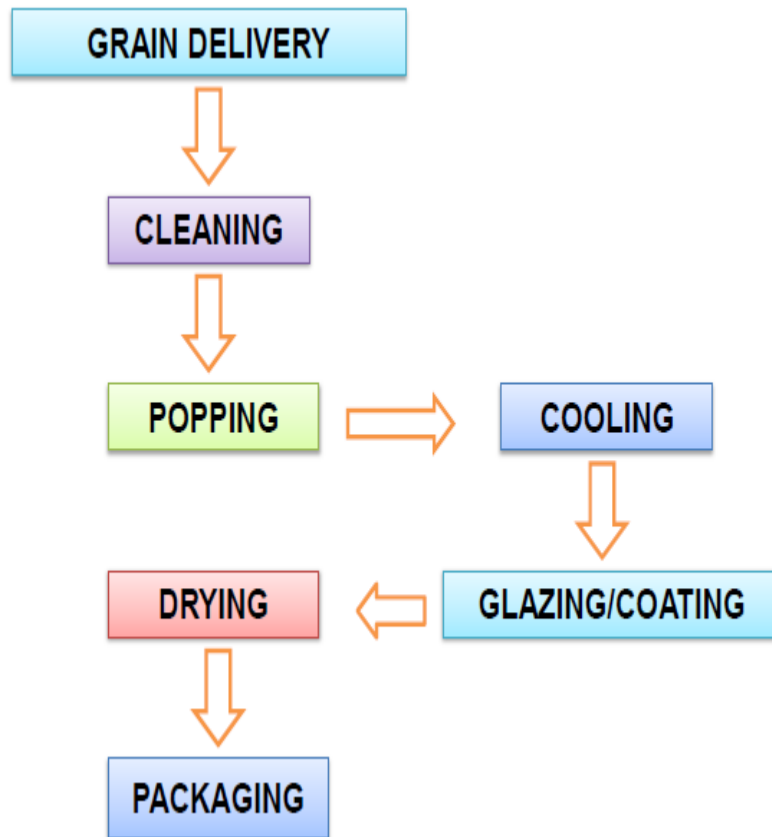 GRAIN DELIVERY
CLEANING
POPPING
COOLING
GLAZING/COATING
DRYING
PACKAGING